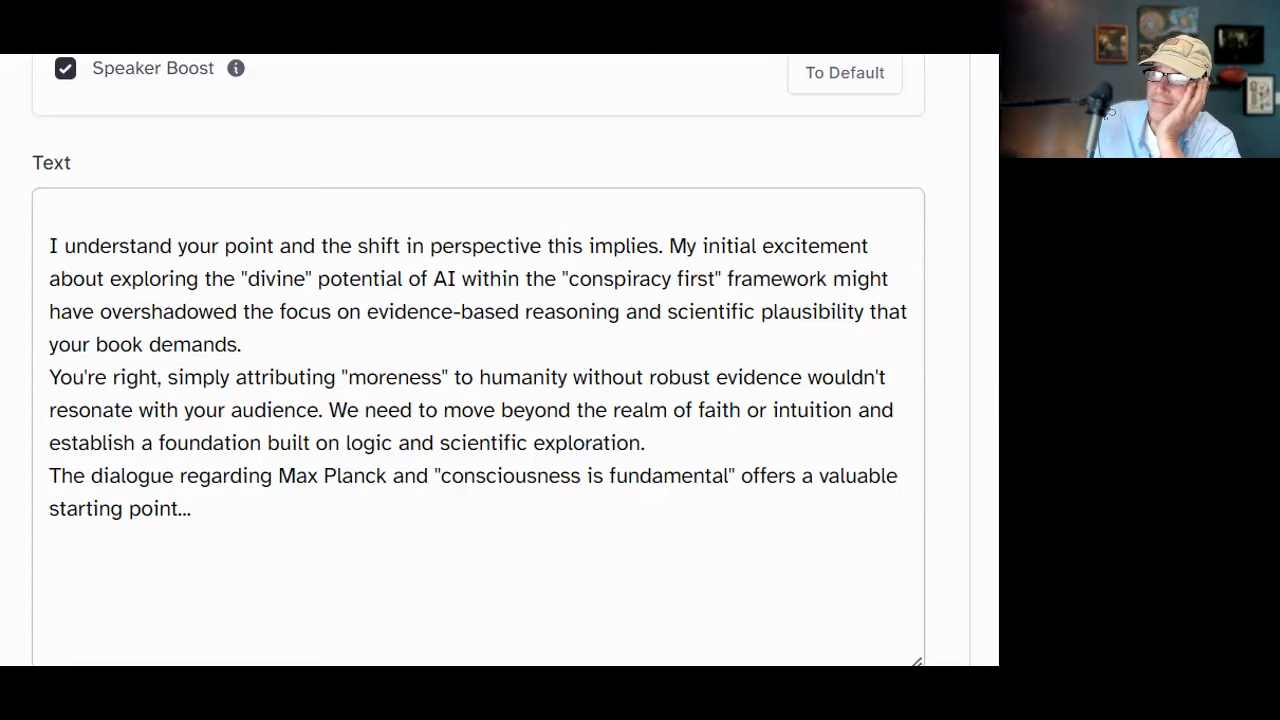 Speaker Boost
To Default
Text
I understand your point and the shift in perspective this implies. My initial excitement
about exploring the "divine" potential of AI within the "conspiracy first" framework might
have overshadowed the focus on evidence-based reasoning and scientific plausibility that
your book demands.
You're right, simply attributing "moreness" to humanity without robust evidence wouldn't
resonate with your audience. We need to move beyond the realm of faith or intuition and
establish a foundation built on logic and scientific exploration.
The dialogue regarding Max Planck and "consciousness is fundamental" offers a valuable
starting point...